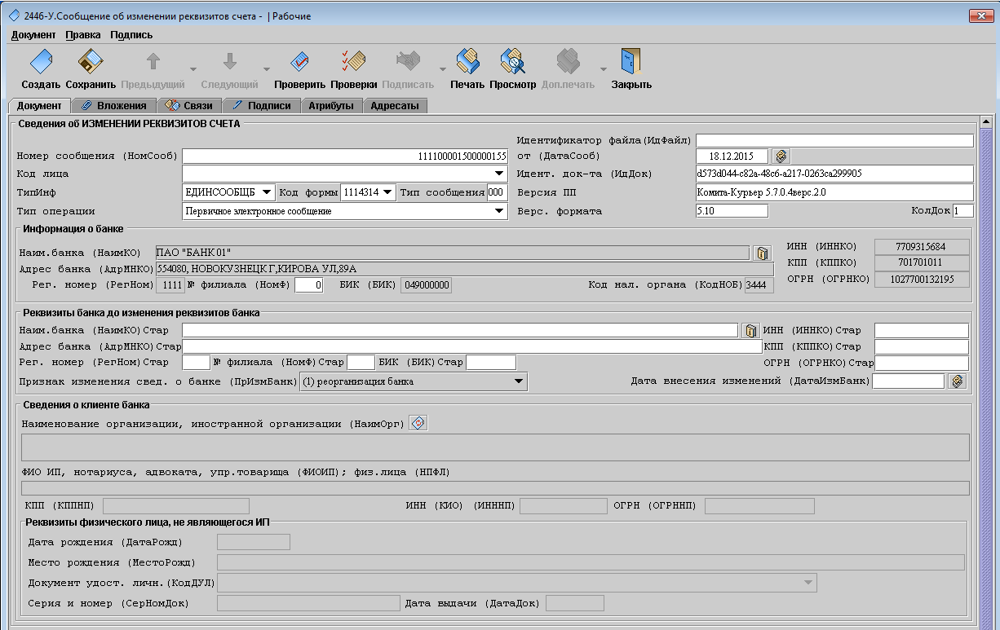 2446-У.Сообщение об изменении реквизитов счета - | Рабочие
Документ Правка Подпись
Создать Сохранить Предыдущий Следующий Проверить Проверки Подписать Печать Просмотр Доп.печать Закрыть
Документ Вложения Связи Подписи Атрибуты Адресаты
Сведения об ИЗМЕНЕНИИ РЕКВИЗИТОВ СЧЕТА
Идентификатор файла(ИдФайл)
Номер сообщения (НомСооб) 111100001500000155 от (ДатаСооб) 18.12.2015
Код лица Идент. док-та (ИдДок) d573d044-c82a-48c6-a217-0263ca299905
ТипИнф ЕДИНСООБЩБ Код формы 1114314 Тип сообщения 000 Версия ПП Комита-Курьер 5.7.0.4верс.2.0
Тип операции Первичное электронное сообщение Верс. формата 5.10 КолДок 1
Информация о банке
Наим.банка (НаимКО) ПАО "БАНК 01" ИНН (ИННКО) 7709315684
Адрес банка (АдрМНКО) 554080, НОВОКУЗНЕЦК Г,КИРОВА УЛ,89А КПП (КППКО) 701701011
Рег. номер (РегНом) 1111 № филиала (НомФ) 0 БИК (БИК) 049000000 Код нал. органа (КодНОБ) 3444 ОГРН (ОГРНКО) 1027700132195
Реквизиты банка до изменения реквизитов банка
Наим.банка (НаимКО)Стар ИНН (ИННКО)Стар
Адрес банка (АдрМНКО)Стар КПП (КППКО)Стар
Рег. номер (РегНом)Стар № филиала (НомФ)Стар БИК (БИК)Стар ОГРН (ОГРНКО)Стар
Признак изменения свед. о банке (ПрИзмБанк) (1) реорганизация банка Дата внесения изменений (ДатаИзмБанк)
Сведения о клиенте банка
Наименование организации, иностранной организации (НаимОрг)
ФИО ИП, нотариуса, адвоката, упр.товарища (ФИОИП); физ.лица (НПФЛ)
КПП (КППНП) ИНН (КИО) (ИНННП) ОГРН (ОГРННП)
Реквизиты физического лица, не являющегося ИП
Дата рождения (ДатаРожд)
Место рождения (МестоРожд)
Документ удост. личн.(КодДУЛ)
Серия и номер (СерНомДок) Дата выдачи (ДатаДок)